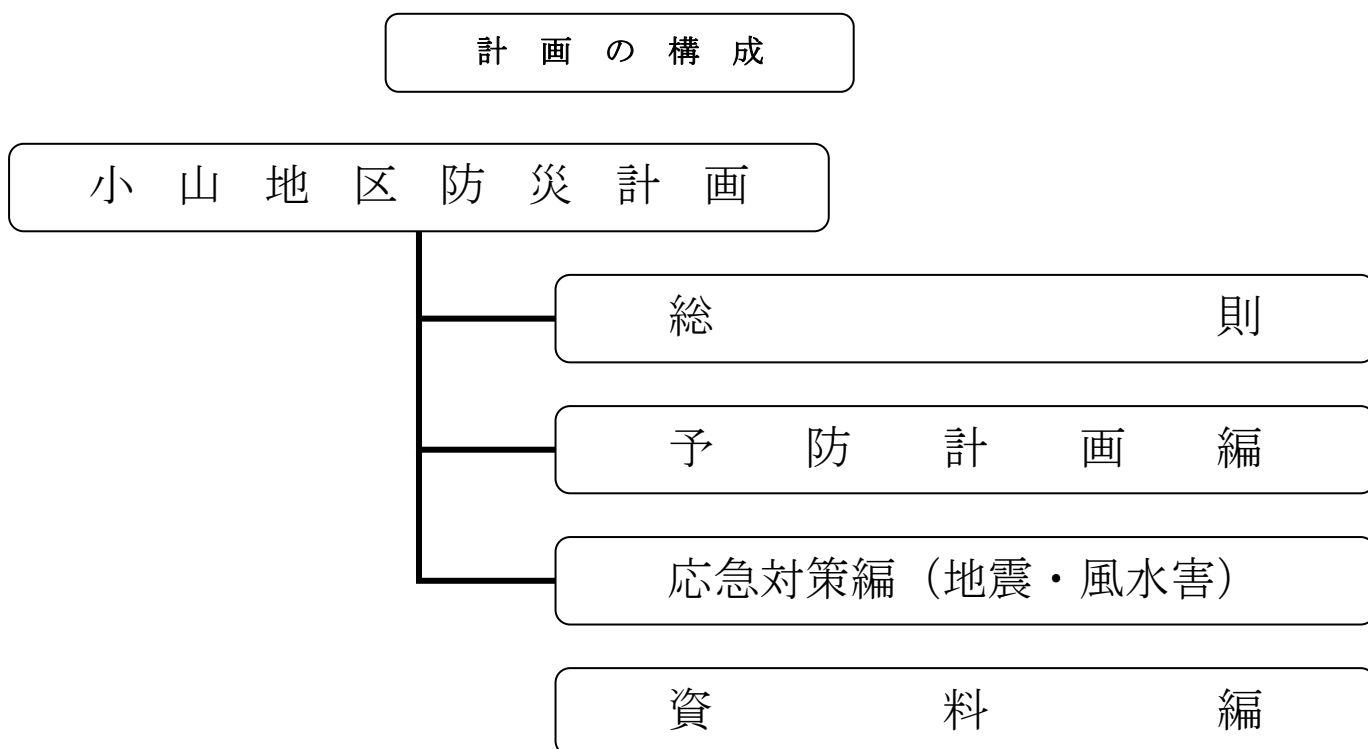 計画の構成
小山地区防災計画
総則
予防計画編
応急対策編（地震・風水害）
資料編